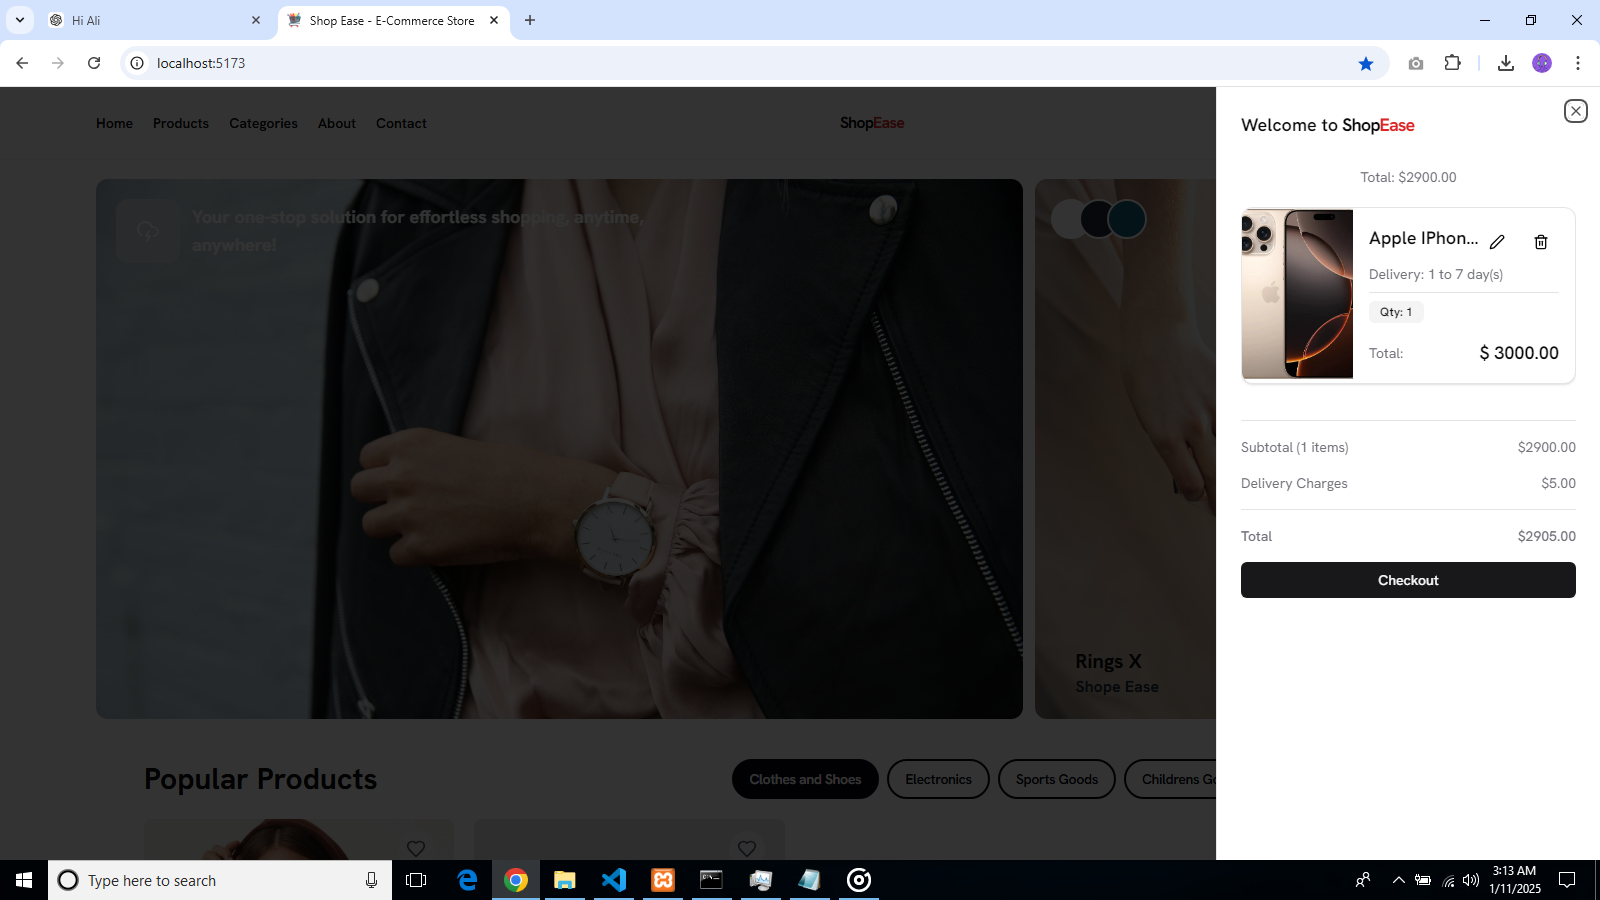 Hi Ali
Shop Ease - E-Commerce Store
localhost:5173
Home Products Categories About Contact
ShopEase
Your one-stop solution for effortless shopping, anytime,
anywhere!
Rings X
Shope Ease
Popular Products
Clothes and Shoes Electronics Sports Goods Childrens Go
Welcome to ShopEase
Total: $2900.00
Apple IPhon...
Delivery: 1 to 7 day(s)
Qty: 1
Total: $ 3000.00
Subtotal (1 items) $2900.00
Delivery Charges $5.00
Total $2905.00
Checkout
Type here to search
3:13 AM
1/11/2025